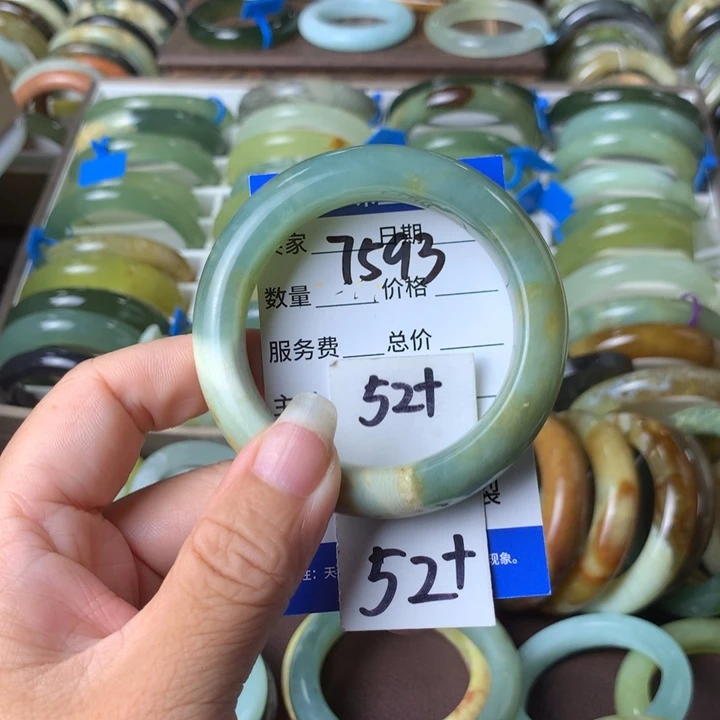 家 日期
7593
数量 价格
服务费 总价
52+
52+
现象。